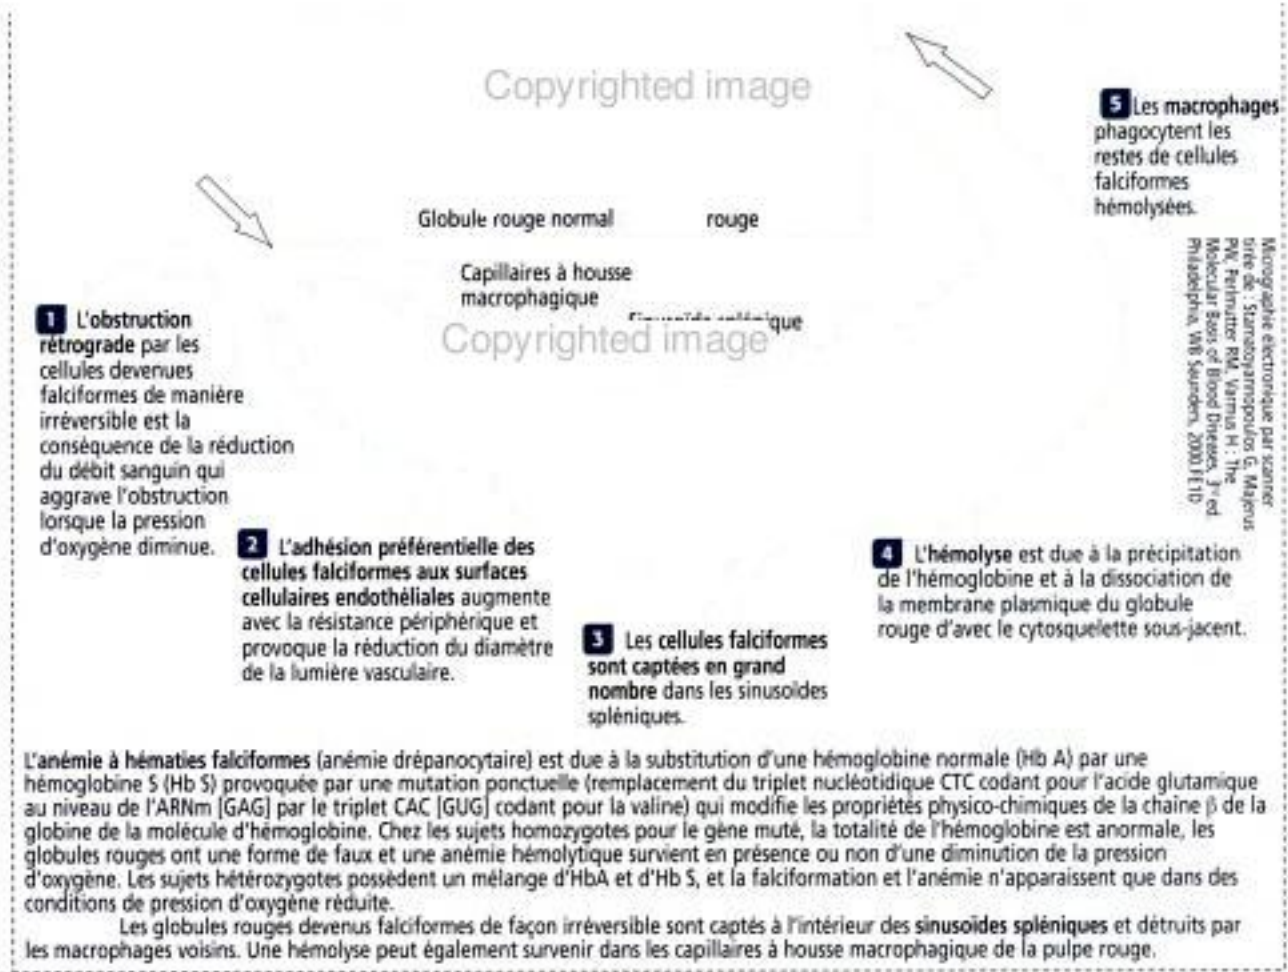 Copyrighted image
5 Les macrophages
phagocytent les
restes de cellules
falciformes
hémolysées.
Globule rouge normal
rouge
Capillaires à housse
macrophagique
Sinusoïde splénique
Copyrighted image
Micrographie électronique par scanner
tirée de : Stamatoyannopoulos G, Majerus
PW, Perlmutter RM, Varmus H : The
Molecular Basis of Blood Diseases, 3rd ed.
Philadelphia, WB Saunders, 2000
1 L'obstruction
rétrograde par les
cellules devenues
falciformes de manière
irréversible est la
conséquence de la réduction
du débit sanguin qui
aggrave l'obstruction
lorsque la pression
d'oxygène diminue.
2 L'adhésion préférentielle des
cellules falciformes aux surfaces
cellulaires endothéliales augmente
avec la résistance périphérique et
provoque la réduction du diamètre
de la lumière vasculaire.
3 Les cellules falciformes
sont captées en grand
nombre dans les sinusoïdes
spléniques.
4 L'hémolyse est due à la précipitation
de l'hémoglobine et à la dissociation de
la membrane plasmique du globule
rouge d'avec le cytosquelette sous-jacent.
L'anémie à hématies falciformes (anémie drépanocytaire) est due à la substitution d'une hémoglobine normale (Hb A) par une
hémoglobine S (Hb S) provoquée par une mutation ponctuelle (remplacement du triplet nucléotidique CTC codant pour l'acide glutamique
au niveau de l'ARNm [GAG] par le triplet CAC [GUG] codant pour la valine) qui modifie les propriétés physico-chimiques de la chaîne β de la
globine de la molécule d'hémoglobine. Chez les sujets homozygotes pour le gène muté, la totalité de l'hémoglobine est anormale, les
globules rouges ont une forme de faux et une anémie hémolytique survient en présence ou non d'une diminution de la pression
d'oxygène. Les sujets hétérozygotes possèdent un mélange d'HbA et d'Hb S, et la falciformation et l'anémie n'apparaissent que dans des
conditions de pression d'oxygène réduite.
Les globules rouges devenus falciformes de façon irréversible sont captés à l'intérieur des sinusoïdes spléniques et détruits par
les macrophages voisins. Une hémolyse peut également survenir dans les capillaires à housse macrophagique de la pulpe rouge.